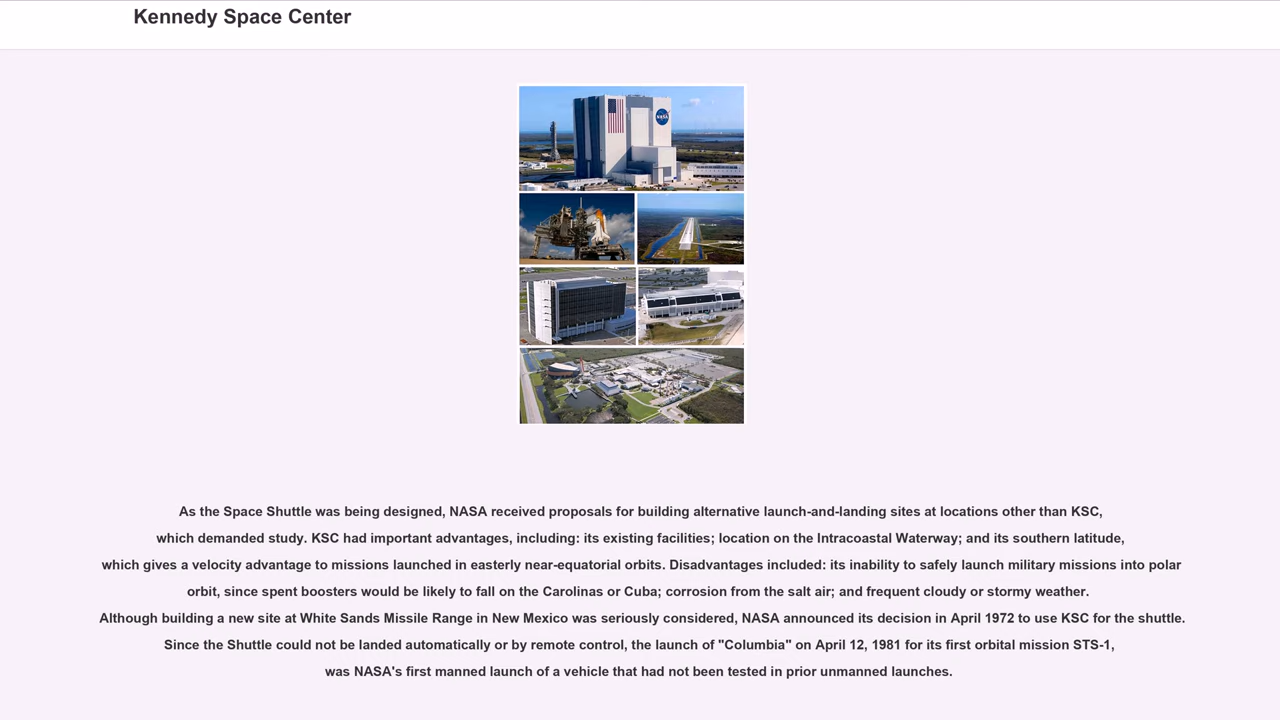 Kennedy Space Center
NASA
As the Space Shuttle was being designed, NASA received proposals for building alternative launch-and-landing sites at locations other than KSC,
which demanded study. KSC had important advantages, including: its existing facilities; location on the Intracoastal Waterway; and its southern latitude,
which gives a velocity advantage to missions launched in easterly near-equatorial orbits. Disadvantages included: its inability to safely launch military missions into polar
orbit, since spent boosters would be likely to fall on the Carolinas or Cuba; corrosion from the salt air; and frequent cloudy or stormy weather.
Although building a new site at White Sands Missile Range in New Mexico was seriously considered, NASA announced its decision in April 1972 to use KSC for the shuttle.
Since the Shuttle could not be landed automatically or by remote control, the launch of "Columbia" on April 12, 1981 for its first orbital mission STS-1,
was NASA's first manned launch of a vehicle that had not been tested in prior unmanned launches.